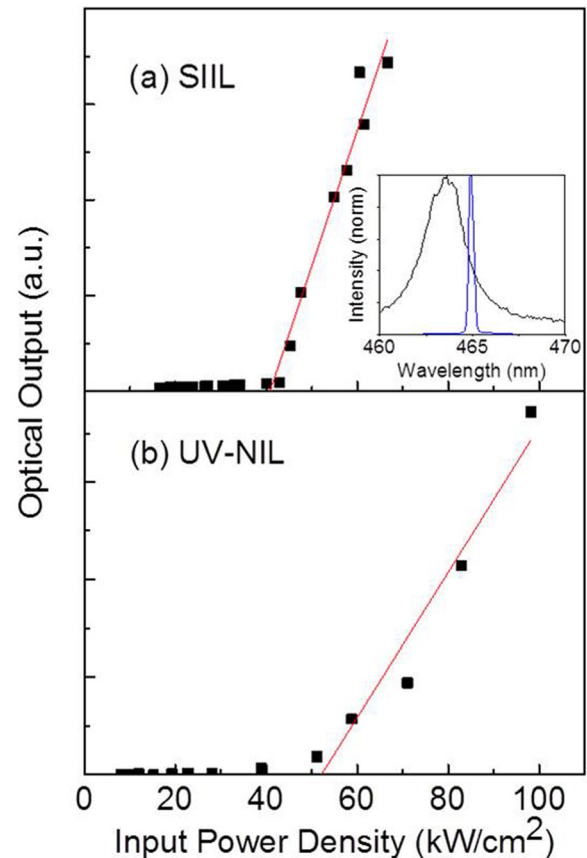 (a) SIIL
Intensity (norm)
460 465 470
Wavelength (nm)
Optical Output (a.u.)
(b) UV-NIL
0 20 40 60 80 100
Input Power Density (kW/cm²)